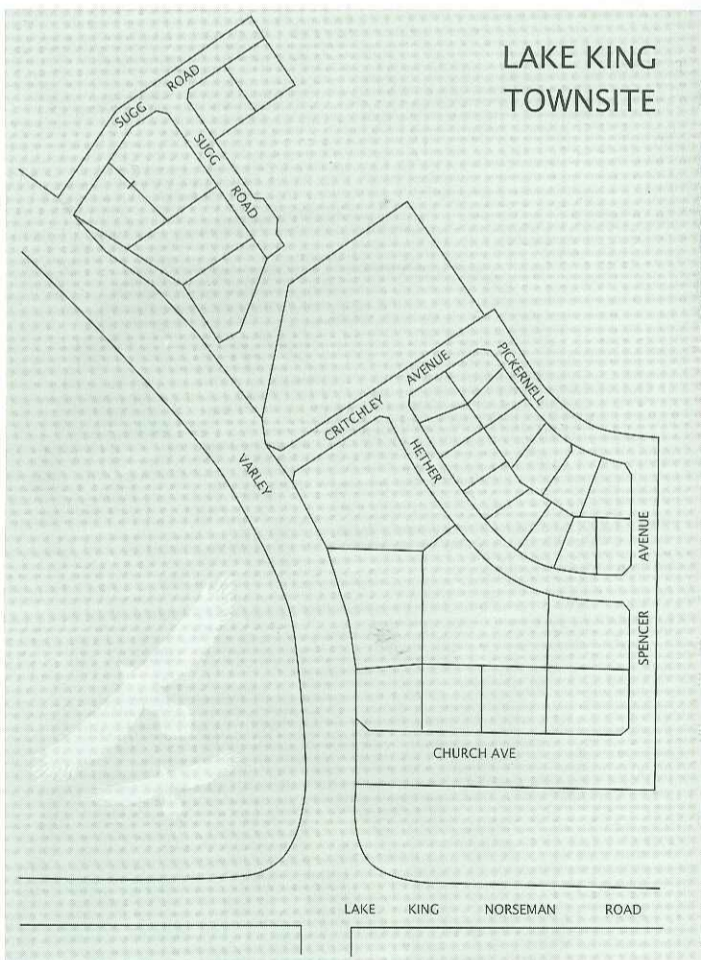 LAKE KING
TOWNSITE
SUGG ROAD
SUGG ROAD
CRITCHLEY AVENUE
PICKERNELL
HETHER
VARLEY
SPENCER AVENUE
CHURCH AVE
LAKE KING NORSEMAN ROAD